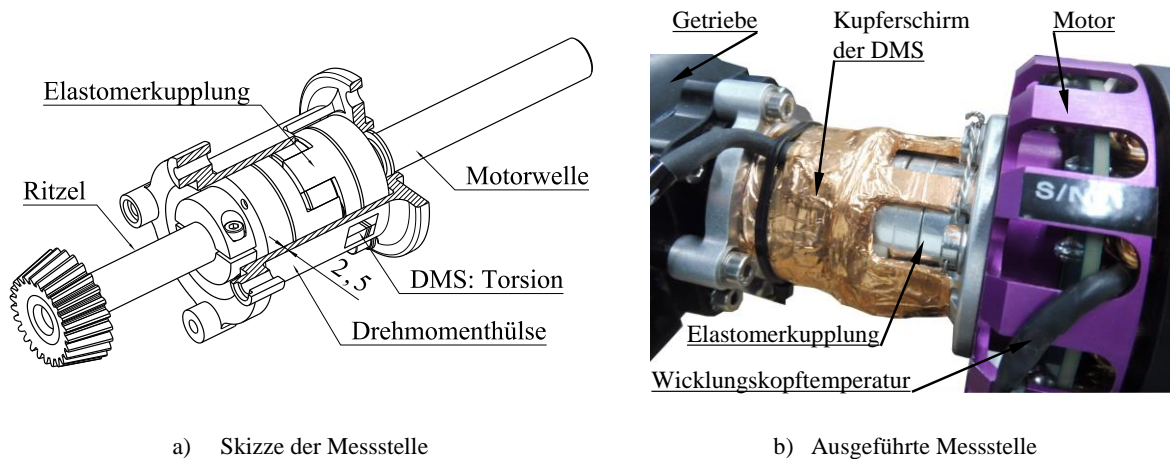 Elastomerkupplung
Ritzel
Motorwelle
2,5
DMS: Torsion
Drehmomenthülse
a) Skizze der Messstelle
Getriebe
Kupferschirm
der DMS
Motor
Elastomerkupplung
Wicklungskopftemperatur
b) Ausgeführte Messstelle